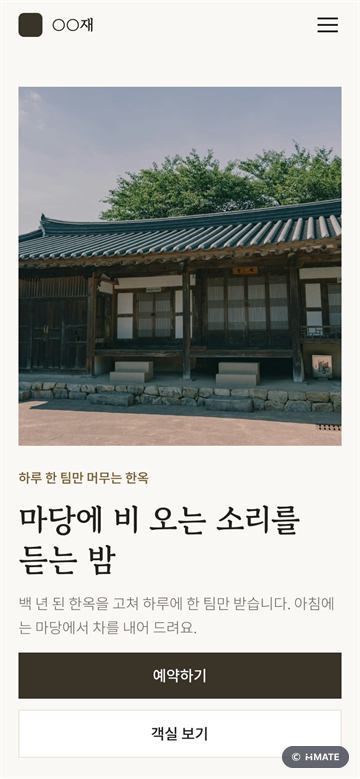 ○○재
하루 한 팀만 머무는 한옥
마당에 비 오는 소리를
듣는 밤
백 년 된 한옥을 고쳐 하루에 한 팀만 받습니다. 아침에
는 마당에서 차를 내어 드려요.
예약하기
객실 보기
© HMATE